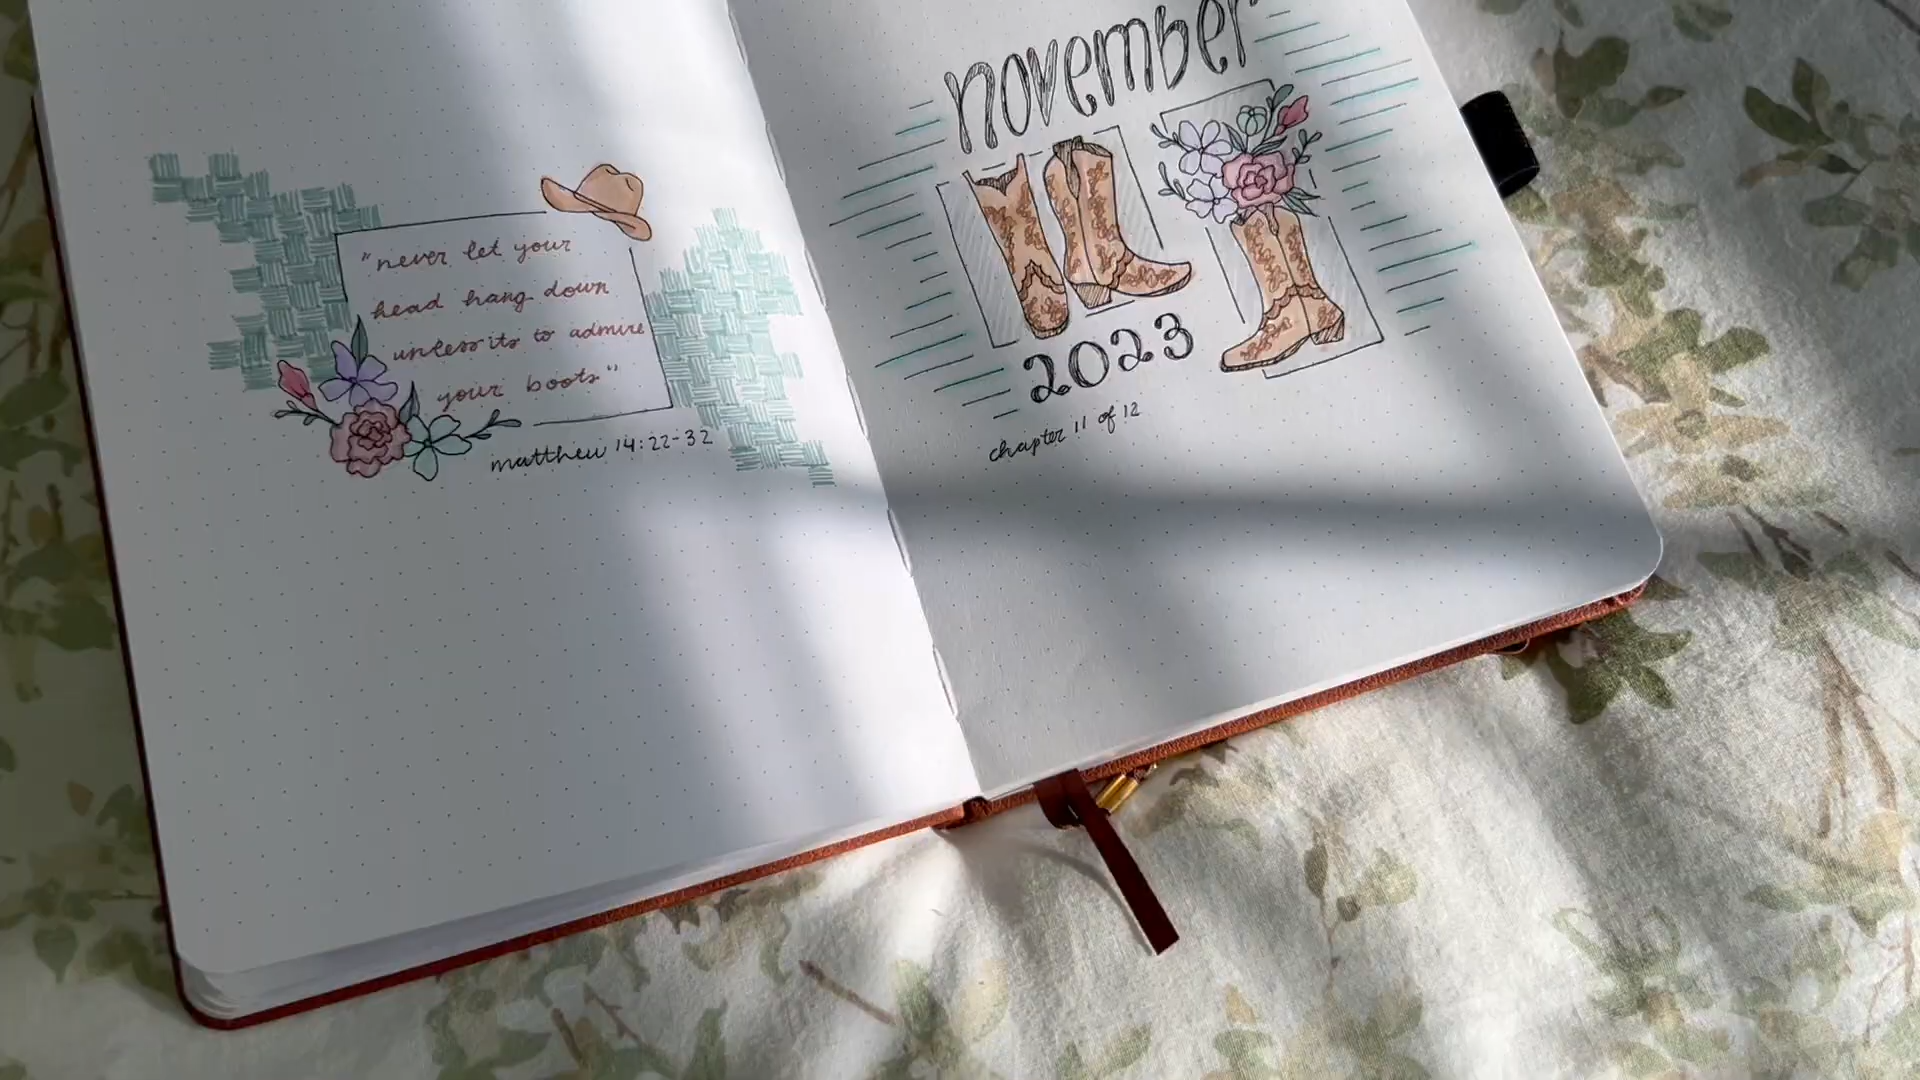 "never let your
head hang down
unless its to admire
your boots"
matthew 14:22-32
november
2023
chapter 11 of 12